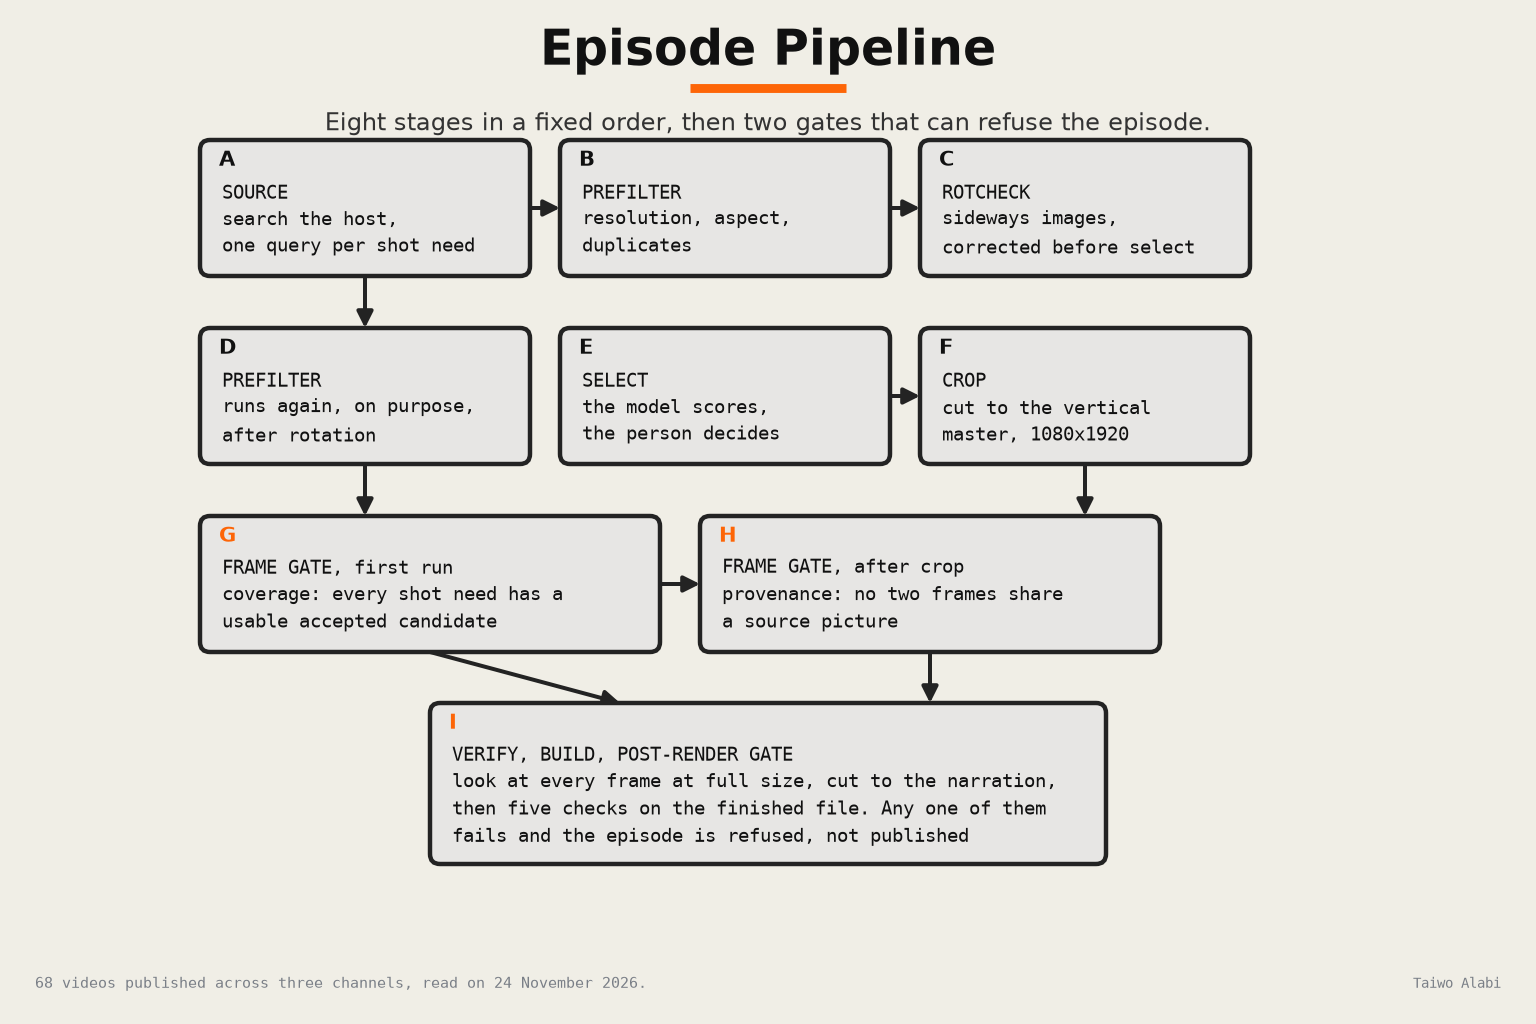 Episode Pipeline
Eight stages in a fixed order, then two gates that can refuse the episode.
A
SOURCE
search the host,
one query per shot need
B
PREFILTER
resolution, aspect,
duplicates
C
ROTCHECK
sideways images,
corrected before select
D
PREFILTER
runs again, on purpose,
after rotation
E
SELECT
the model scores,
the person decides
F
CROP
cut to the vertical
master, 1080x1920
G
FRAME GATE, first run
coverage: every shot need has a
usable accepted candidate
H
FRAME GATE, after crop
provenance: no two frames share
a source picture
I
VERIFY, BUILD, POST-RENDER GATE
look at every frame at full size, cut to the narration,
then five checks on the finished file. Any one of them
fails and the episode is refused, not published
68 videos published across three channels, read on 24 November 2026.
Taiwo Alabi